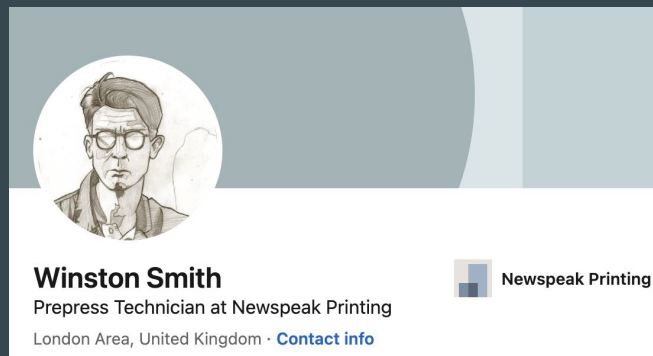 Winston Smith
Newspeak Printing
Prepress Technician at Newspeak Printing
London Area, United Kingdom · Contact info